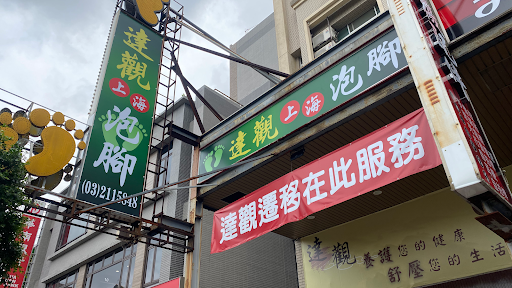 達觀
上海
泡腳
(03)2115848
達觀上海泡腳
達觀遷移在此服務
達觀養護您的健康
舒壓您的生活